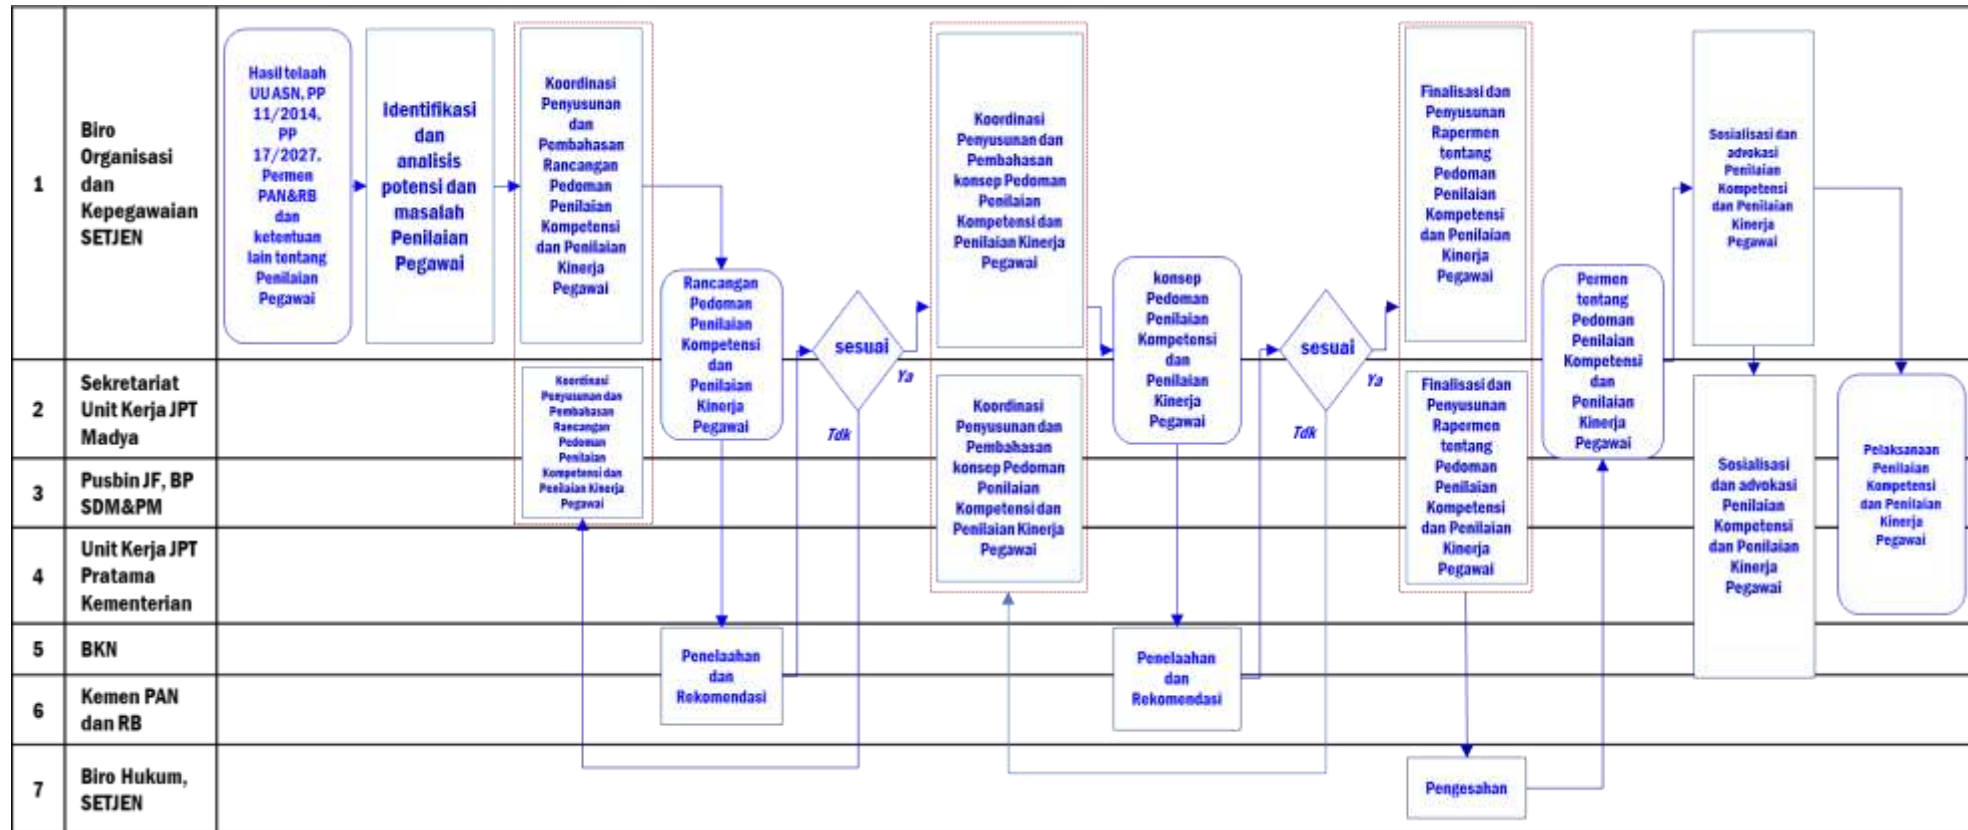 1
Biro
Organisasi
dan
Kepegawaian
SETJEN
Hasil telaah
UU ASN, PP
11/2014,
PP
17/2027,
Permen
PAN&RB
dan
ketentuan
lain tentang
Penilaian
Pegawai
Identifikasi
dan
analisis
potensi dan
masalah
Penilaian
Pegawai
Koordinasi
Penyusunan
dan
Pembahasan
Rancangan
Pedoman
Penilaian
Kompetensi
dan Penilaian
Kinerja
Pegawai
Rancangan
Pedoman
Penilaian
Kompetensi
dan
Penilaian
Kinerja
Pegawai
sesuai
Ya
Tdk
Koordinasi
Penyusunan dan
Pembahasan
konsep Pedoman
Penilaian
Kompetensi dan
Penilaian Kinerja
Pegawai
konsep
Pedoman
Penilaian
Kompetensi
dan
Penilaian
Kinerja
Pegawai
sesuai
Ya
Tdk
Finalisasi dan
Penyusunan
Rapermen
tentang
Pedoman
Penilaian
Kompetensi
dan Penilaian
Kinerja
Pegawai
Permen
tentang
Pedoman
Penilaian
Kompetensi
dan
Penilaian
Kinerja
Pegawai
Sosialisasi dan
advokasi
Penilaian
Kompetensi
dan Penilaian
Kinerja
Pegawai
2
Sekretariat
Unit Kerja JPT
Madya
Koordinasi
Penyusunan dan
Pembahasan
Rancangan
Pedoman
Penilaian
Kompetensi dan
Penilaian Kinerja
Pegawai
Koordinasi
Penyusunan dan
Pembahasan
konsep Pedoman
Penilaian
Kompetensi dan
Penilaian Kinerja
Pegawai
Finalisasi dan
Penyusunan
Rapermen
tentang
Pedoman
Penilaian
Kompetensi
dan Penilaian
Kinerja
Pegawai
Sosialisasi
dan advokasi
Penilaian
Kompetensi
dan Penilaian
Kinerja
Pegawai
Pelaksanaan
Penilaian
Kompetensi
dan Penilaian
Kinerja
Pegawai
3
Pusbin JF, BP
SDM&PM
4
Unit Kerja JPT
Pratama
Kementerian
5
BKN
Penelaahan
dan
Rekomendasi
Penelaahan
dan
Rekomendasi
6
Kemen PAN
dan RB
7
Biro Hukum,
SETJEN
Pengesahan